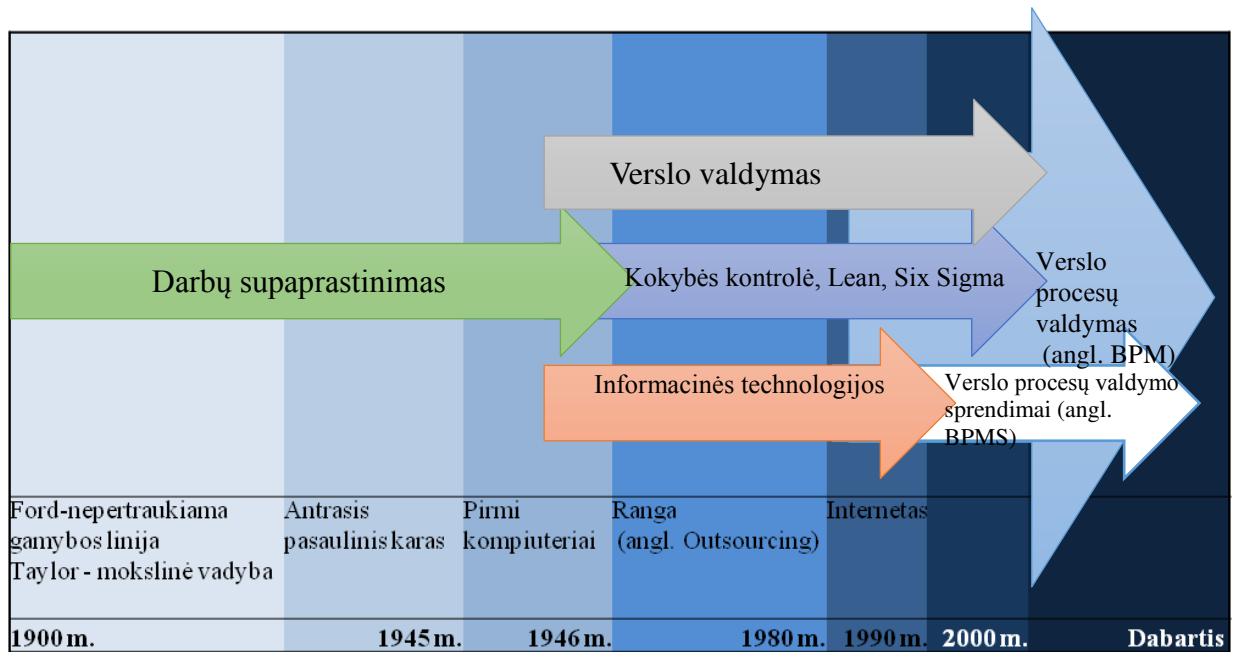 Verslo valdymas
Darbų supaprastinimas
Kokybės kontrolė, Lean, Six Sigma
Verslo
procesų
valdymas
(angl. BPM)
Informacinės technologijos
Verslo procesų valdymo
sprendimai (angl.
BPMS)
Ford-nepertraukiama
gamybos linija
Taylor - mokslinė vadyba
Antrasis
pasaulinis karas
Pirmi
kompiuteriai
Ranga
(angl. Outsourcing)
Internetas
1900 m.
1945 m.
1946 m.
1980 m.
1990 m.
2000 m.
Dabartis